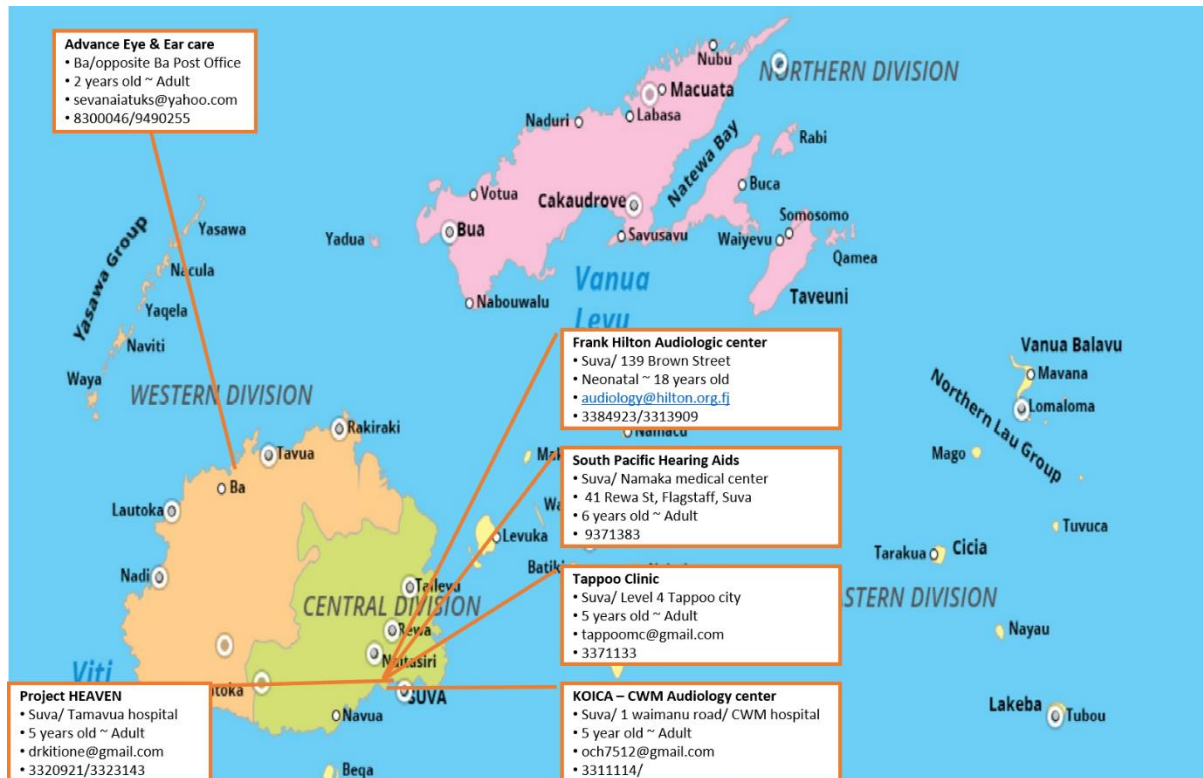 Advance Eye & Ear care
• Ba/opposite Ba Post Office
• 2 years old ~ Adult
• sevanaiatuks@yahoo.com
• 8300046/9490255
Nubu
NORTHERN DIVISION
Macuata
Labasa
Naduri
Natewa Bay
Rabi
Buca
Votua
Cakaudrove
Somosomo
Yasawa
Yadua
Bua
Savusavu
Waiyevu
Qamea
Yasawa Group
Nacula
Vanua
Levu
Taveuni
Nabouwalu
Yaqela
Naviti
Waya
WESTERN DIVISION
Frank Hilton Audiologic center
• Suva/ 139 Brown Street
• Neonatal ~ 18 years old
• audiology@hilton.org.fj
• 3384923/3313909
Vanua Balavu
Mavana
Lomaloma
Northern Lau Group
Rakiraki
Namacu
Tavua
Mago
Ba
South Pacific Hearing Aids
• Suva/ Namaka medical center
• 41 Rewa St, Flagstaff, Suva
• 6 years old ~ Adult
• 9371383
Lautoka
Levuka
Tuvuca
Tarakua
Cicia
Batiki
Nadi
Tailevu
CENTRAL DIVISION
Tappoo Clinic
• Suva/ Level 4 Tappoo city
• 5 years old ~ Adult
• tappoomc@gmail.com
• 3371133
STERN DIVISION
Rewa
Nayau
Naitasiri
Viti
Project HEAVEN
• Suva/ Tamavua hospital
• 5 years old ~ Adult
• drkitione@gmail.com
• 3320921/3323143
SUVA
Navua
KOICA – CWM Audiology center
• Suva/ 1 waimanu road/ CWM hospital
• 5 year old ~ Adult
• och7512@gmail.com
• 3311114/
Lakeba
Tubou
Beqa